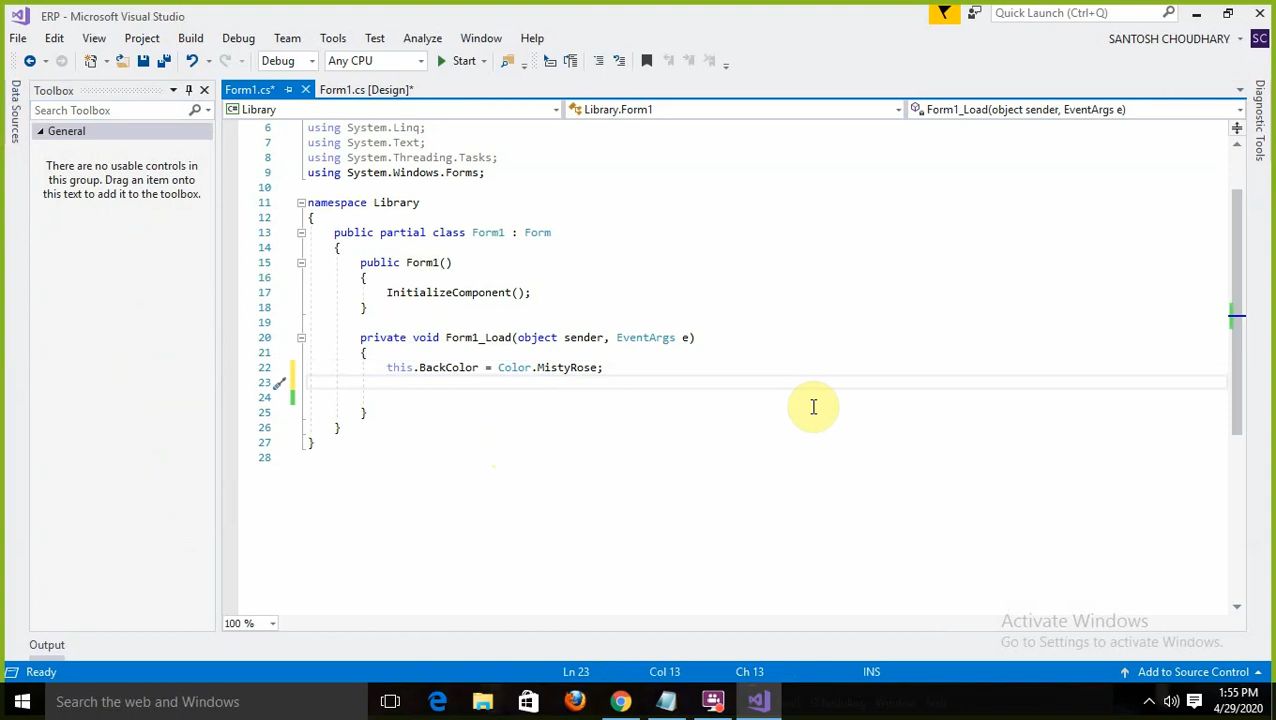 ERP - Microsoft Visual Studio
Quick Launch (Ctrl+Q)
File Edit View Project Build Debug Team Tools Test Analyze Window Help
SANTOSH CHOUDHARY SC
Debug Any CPU Start
Data Sources
Toolbox
Search Toolbox
General
There are no usable controls in
this group. Drag an item onto
this text to add it to the toolbox.
Form1.cs*
Form1.cs [Design]*
Library
Library.Form1
Form1_Load(object sender, EventArgs e)
Diagnostic Tools
6 using System.Linq;
7 using System.Text;
8 using System.Threading.Tasks;
9 using System.Windows.Forms;
10
11 namespace Library
12 {
13 public partial class Form1 : Form
14 {
15 public Form1()
16 {
17 InitializeComponent();
18 }
19
20 private void Form1_Load(object sender, EventArgs e)
21 {
22 this.BackColor = Color.MistyRose;
23
24
25 }
26 }
27 }
28
100 %
Activate Windows
Go to Settings to activate Windows.
Output
Ready Ln 23 Col 13 Ch 13 INS Add to Source Control
Search the web and Windows
1:55 PM
4/29/2020